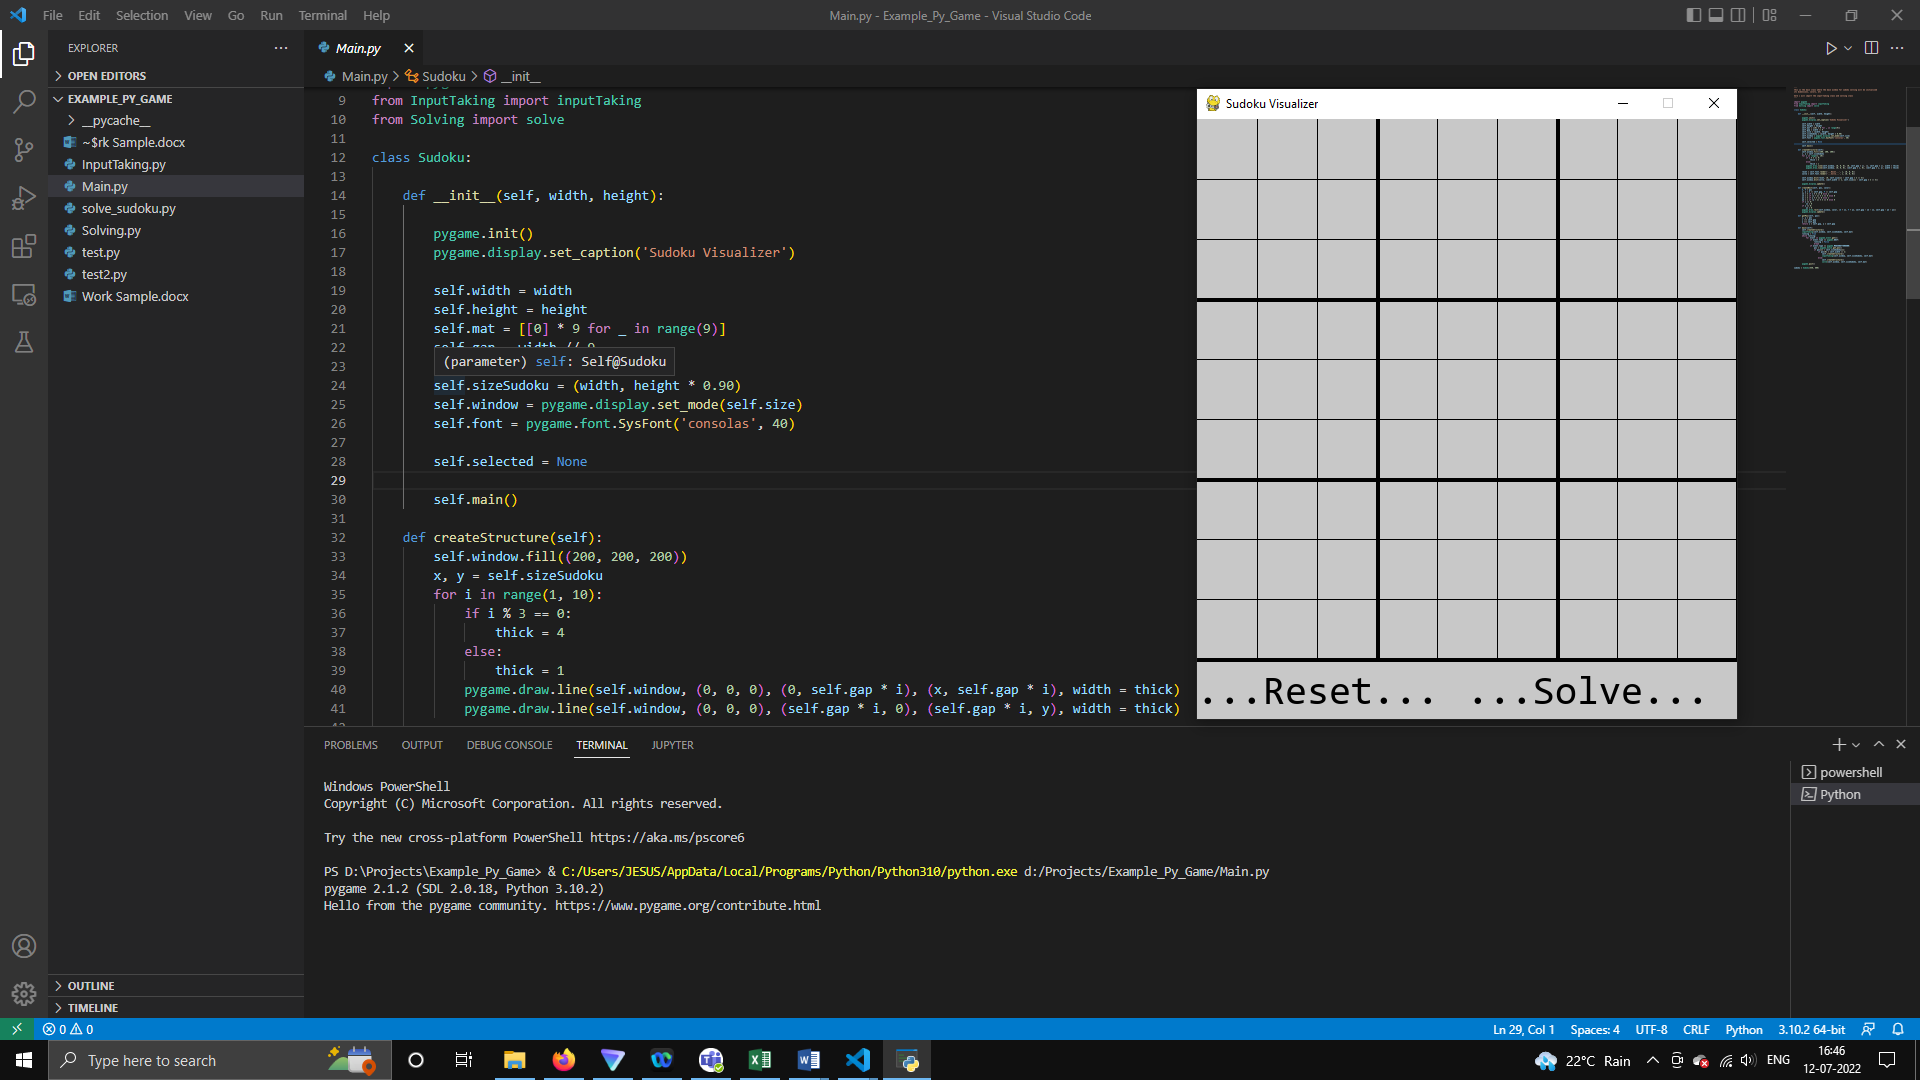 File Edit Selection View Go Run Terminal Help
Main.py - Example_Py_Game - Visual Studio Code
EXPLORER
OPEN EDITORS
EXAMPLE_PY_GAME
__pycache__
~$rk Sample.docx
InputTaking.py
Main.py
solve_sudoku.py
Solving.py
test.py
test2.py
Work Sample.docx
OUTLINE
TIMELINE
Main.py
Main.py > Sudoku > __init__
9 from InputTaking import inputTaking
10 from Solving import solve
11
12 class Sudoku:
13
14 def __init__(self, width, height):
15
16 pygame.init()
17 pygame.display.set_caption('Sudoku Visualizer')
18
19 self.width = width
20 self.height = height
21 self.mat = [[0] * 9 for _ in range(9)]
22 self.gap = width // 9
(parameter) self: Self@Sudoku
23
24 self.sizeSudoku = (width, height * 0.90)
25 self.window = pygame.display.set_mode(self.size)
26 self.font = pygame.font.SysFont('consolas', 40)
27
28 self.selected = None
29
30 self.main()
31
32 def createStructure(self):
33 self.window.fill((200, 200, 200))
34 x, y = self.sizeSudoku
35 for i in range(1, 10):
36 if i % 3 == 0:
37 thick = 4
38 else:
39 thick = 1
40 pygame.draw.line(self.window, (0, 0, 0), (0, self.gap * i), (x, self.gap * i), width = thick)
41 pygame.draw.line(self.window, (0, 0, 0), (self.gap * i, 0), (self.gap * i, y), width = thick)
Sudoku Visualizer
...Reset... ...Solve...
PROBLEMS OUTPUT DEBUG CONSOLE TERMINAL JUPYTER
Windows PowerShell
Copyright (C) Microsoft Corporation. All rights reserved.
Try the new cross-platform PowerShell https://aka.ms/pscore6
PS D:\Projects\Example_Py_Game> & C:/Users/JESUS/AppData/Local/Programs/Python/Python310/python.exe d:/Projects/Example_Py_Game/Main.py
pygame 2.1.2 (SDL 2.0.18, Python 3.10.2)
Hello from the pygame community. https://www.pygame.org/contribute.html
powershell
Python
0 0
Ln 29, Col 1 Spaces: 4 UTF-8 CRLF Python 3.10.2 64-bit
Type here to search
22°C Rain
ENG
16:46
12-07-2022